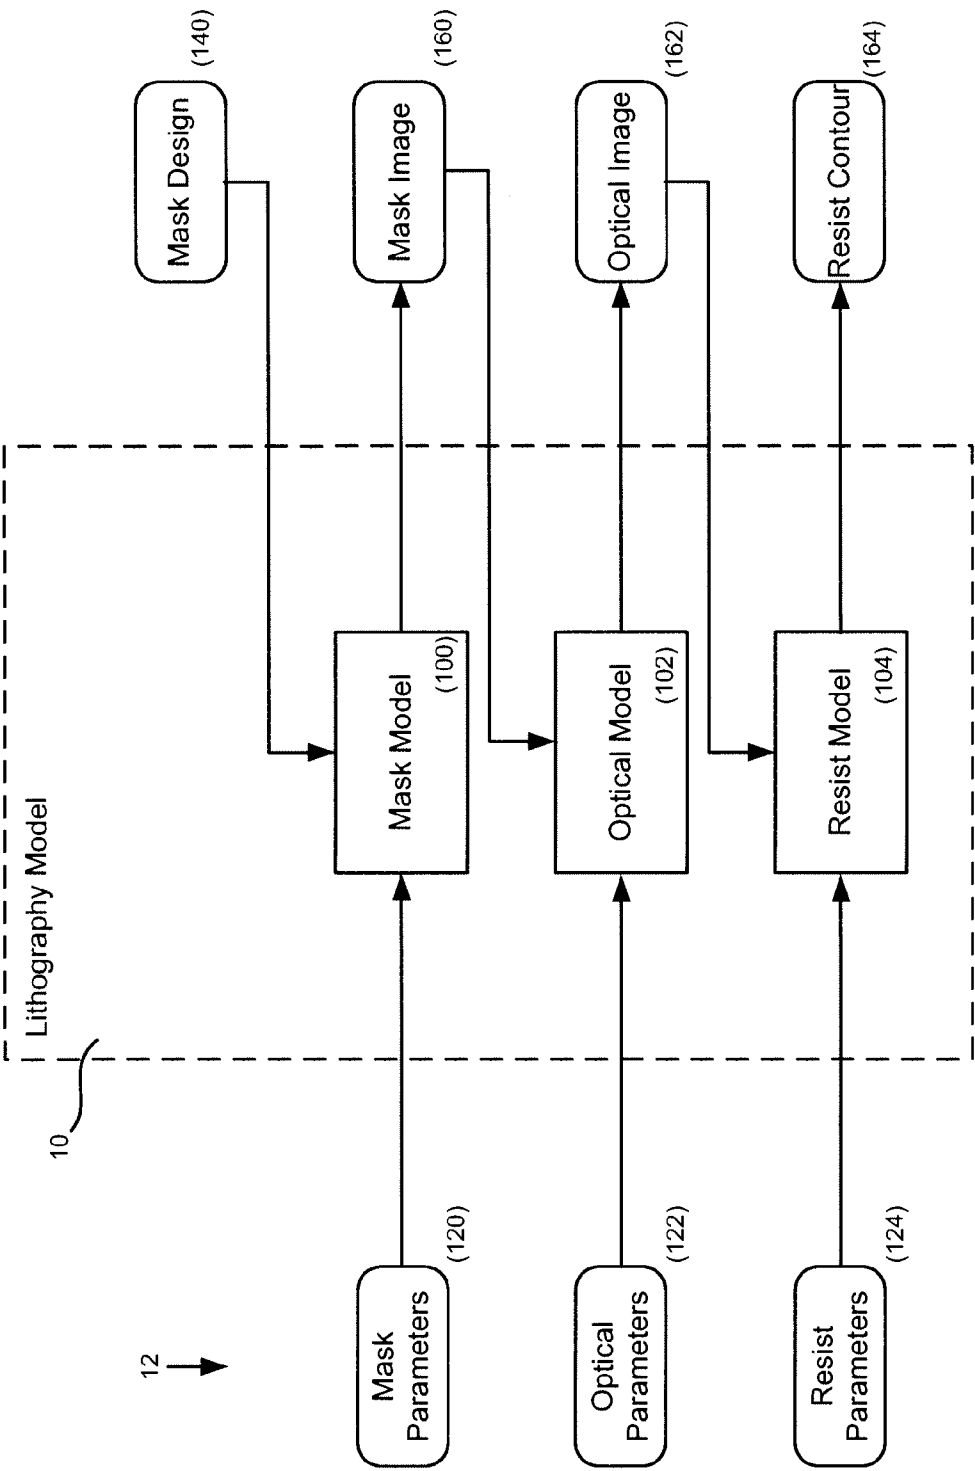 10
Lithography Model
12
Mask Design
(140)
Mask
Parameters
(120)
Mask Model
(100)
Mask Image
(160)
Optical
Parameters
(122)
Optical Model
(102)
Optical Image
(162)
Resist
Parameters
(124)
Resist Model
(104)
Resist Contour
(164)